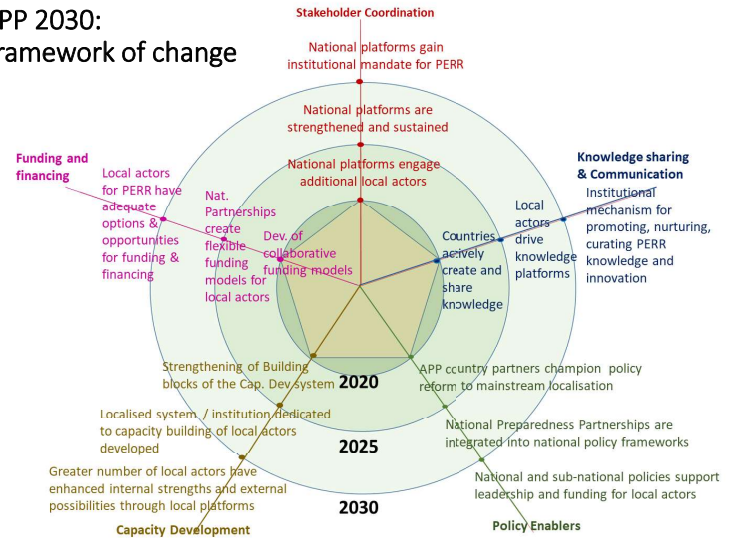 PP 2030:
ramework of change
Stakeholder Coordination
National platforms gain
institutional mandate for PERR
National platforms are
strengthened and sustained
National platforms engage
additional local actors
Funding and
financing
Local actors
for PERR have
adequate
options &
opportunities
for funding &
financing
Nat.
Partnerships
create
flexible
funding
models for
local actors
Dev. of
collaborative
funding models
Knowledge sharing
& Communication
Institutional
mechanism for
promoting, nurturing,
curating PERR
knowledge and
innovation
Local
actors
drive
knowledge
platforms
Countries
actively
create and
share
knowledge
Strengthening of Building
blocks of the Cap. Dev system
Localised system / institution dedicated
to capacity building of local actors
developed
Greater number of local actors have
enhanced internal strengths and external
possibilities through local platforms
Capacity Development
2020
2025
2030
APP country partners champion policy
reform to mainstream localisation
National Preparedness Partnerships are
integrated into national policy frameworks
National and sub-national policies support
leadership and funding for local actors
Policy Enablers